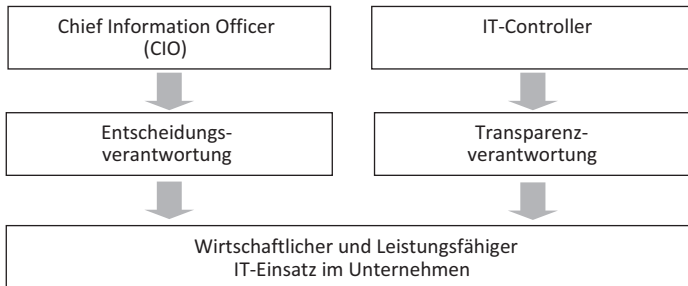 Chief Information Officer
(CIO)
IT-Controller
Entscheidungs-
verantwortung
Transparenz-
verantwortung
Wirtschaftlicher und Leistungsfähiger
IT-Einsatz im Unternehmen